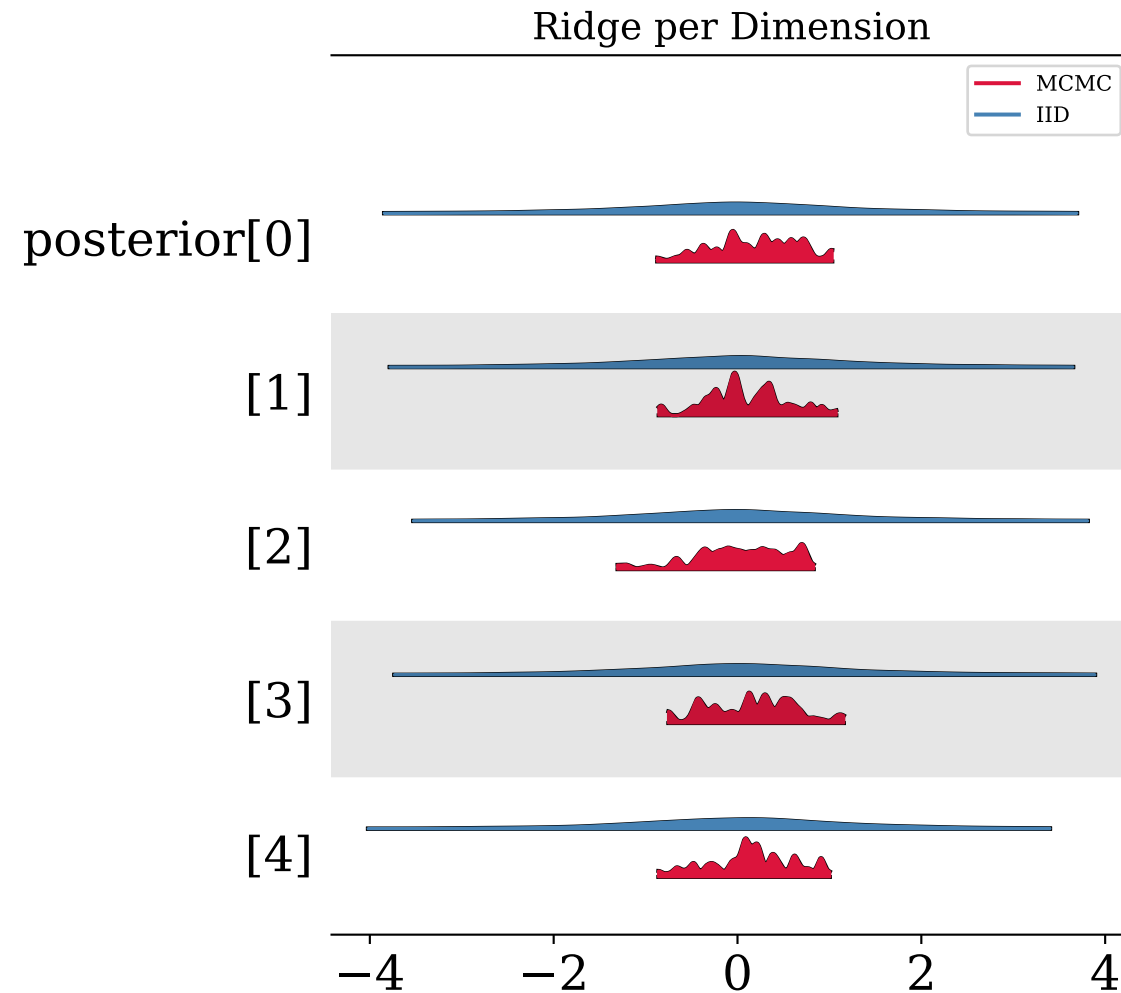 Ridge per Dimension
MCMC
IID
posterior[0]
[1]
[2]
[3]
[4]
−4 −2 0 2 4